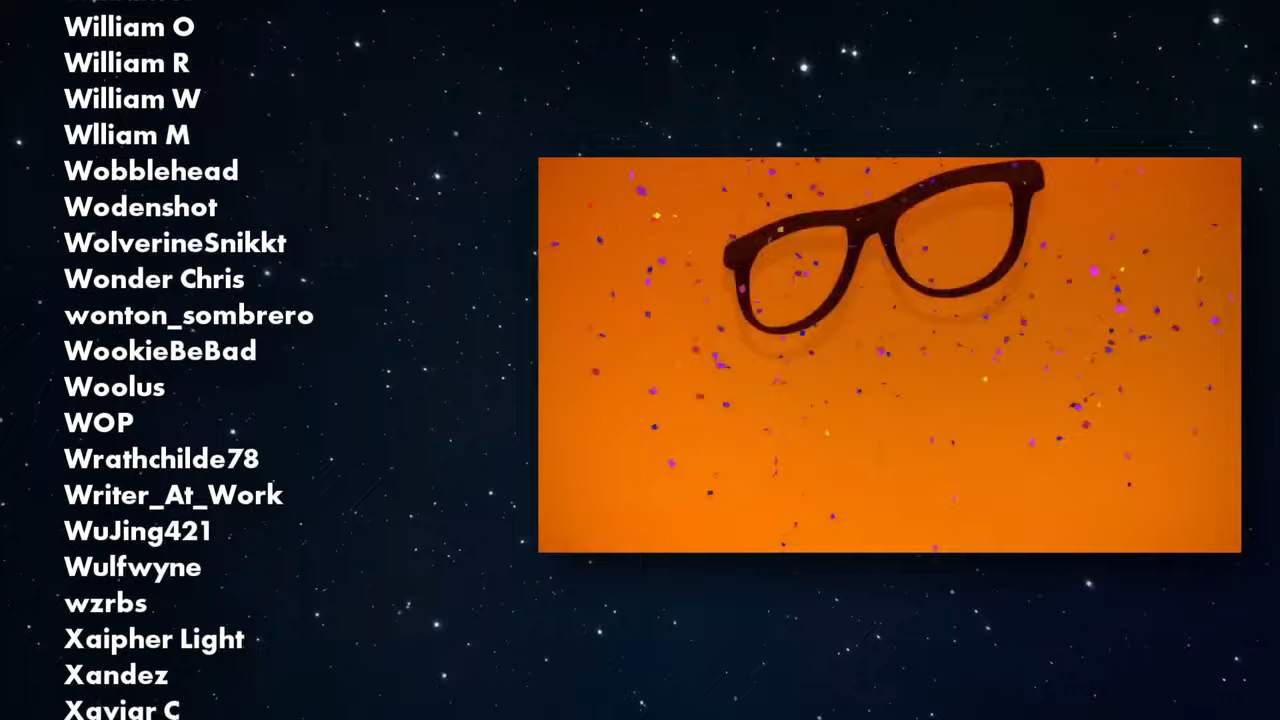 William O
William R
William W
Wlliam M
Wobblehead
Wodenshot
WolverineSnikkt
Wonder Chris
wonton_sombrero
WookieBeBad
Woolus
WOP
Wrathchilde78
Writer_At_Work
WuJing421
Wulfwyne
wzrbs
Xaipher Light
Xandez
Xaviar C